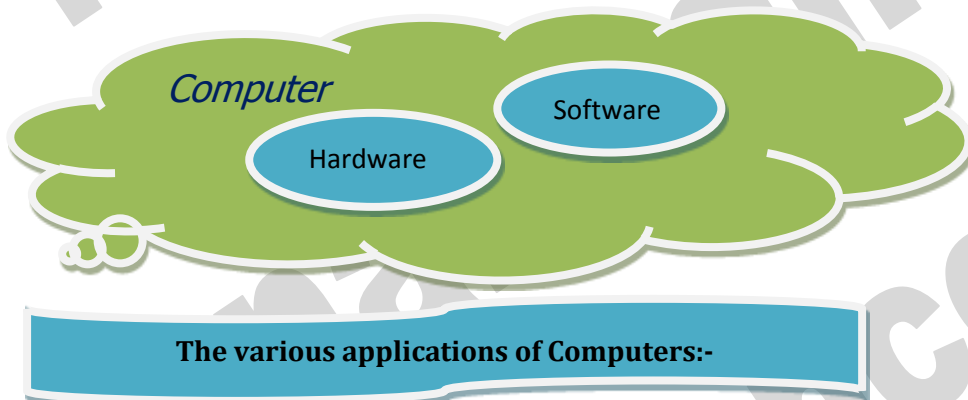 Computer
Software
Hardware
The various applications of Computers:-